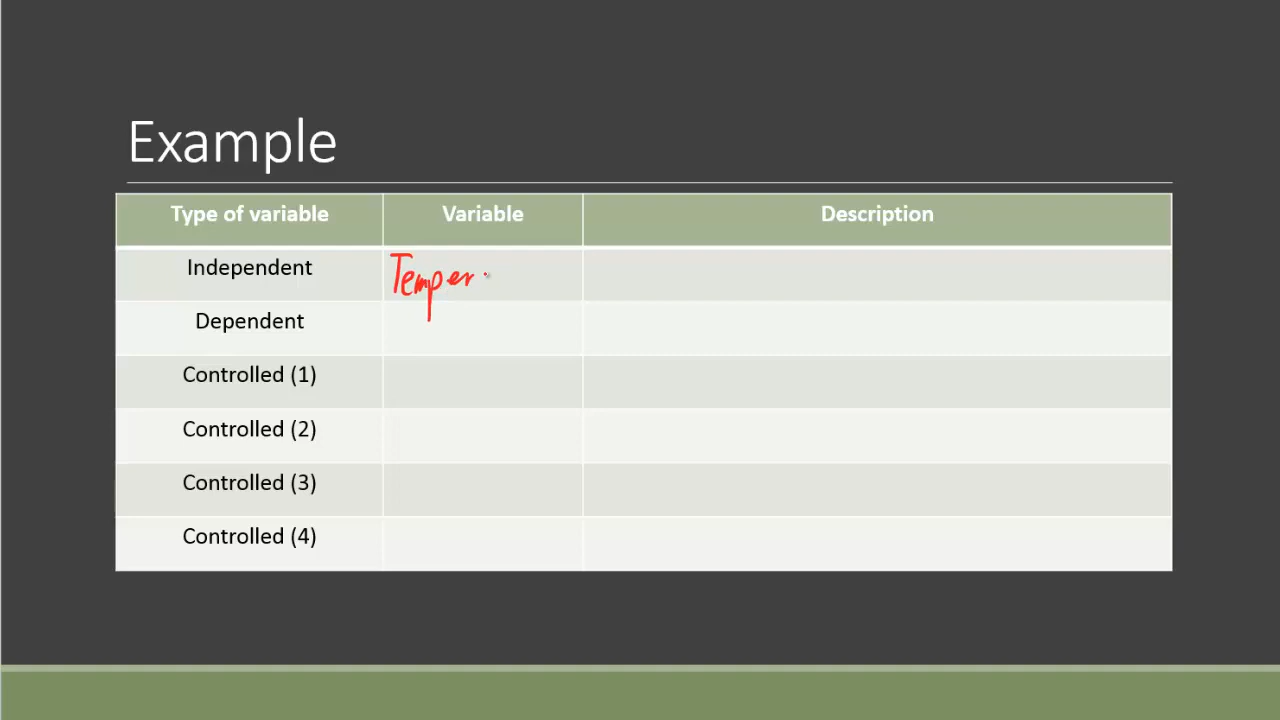 Example
Type of variable Variable Description
Independent Temper
Dependent
Controlled (1)
Controlled (2)
Controlled (3)
Controlled (4)